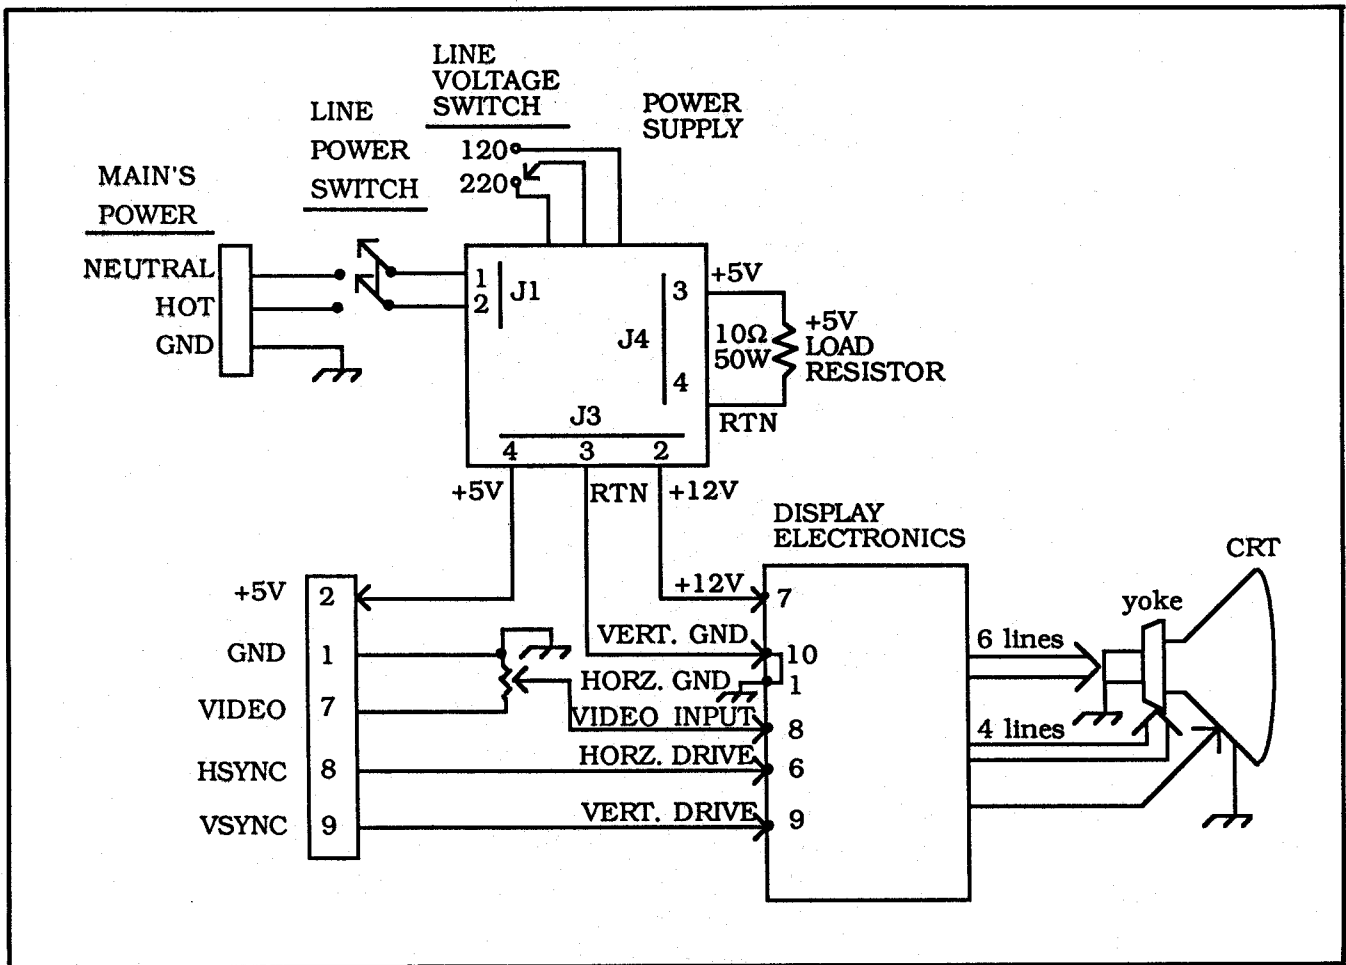 LINE
VOLTAGE
SWITCH
120
220
LINE
POWER
SWITCH
POWER
SUPPLY
MAIN'S
POWER
NEUTRAL
HOT
GND
1
2
J1
J4
3
4
+5V
10Ω
50W
+5V
LOAD
RESISTOR
RTN
J3
4 3 2
+5V
RTN
+12V
DISPLAY
ELECTRONICS
CRT
yoke
+5V 2
GND 1
VIDEO 7
HSYNC 8
VSYNC 9
+12V 7
VERT. GND 10
HORZ. GND 1
VIDEO INPUT 8
HORZ. DRIVE 6
VERT. DRIVE 9
6 lines
4 lines